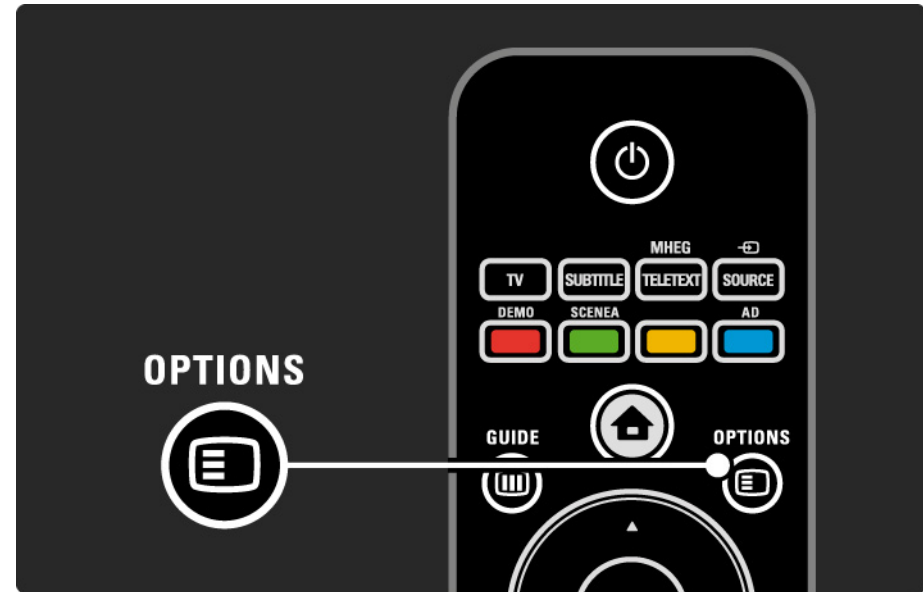 MHEG
TV SUBTITLE TELETEXT SOURCE
DEMO SCENEA AD
OPTIONS
GUIDE OPTIONS